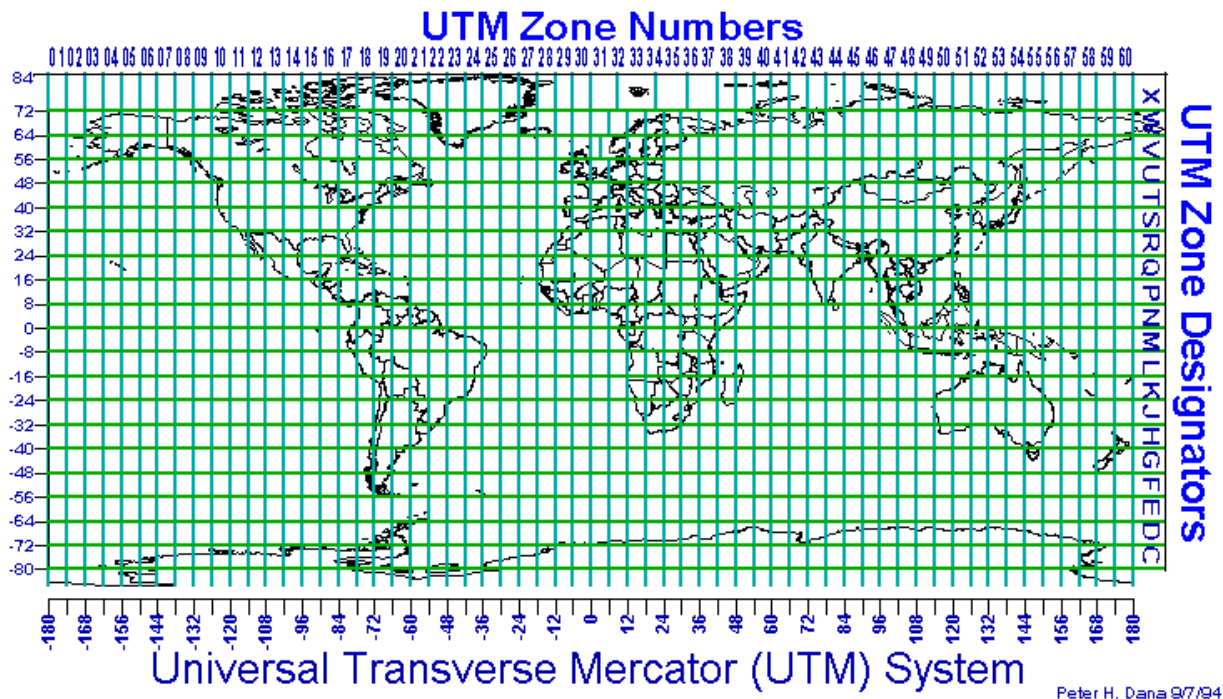 UTM Zone Numbers
01 02 03 04 05 06 07 08 09 10 11 12 13 14 15 16 17 18 19 20 21 22 23 24 25 26 27 28 29 30 31 32 33 34 35 36 37 38 39 40 41 42 43 44 45 46 47 48 49 50 51 52 53 54 55 56 57 58 59 60
84
72
64
56
48
40
32
24
16
8
0
-8
-16
-24
-32
-40
-48
-56
-64
-72
-80
X
W
V
U
T
S
R
Q
P
N
M
L
K
J
H
G
F
E
D
C
UTM Zone Designators
-180 -168 -156 -144 -132 -120 -108 -96 -84 -72 -60 -48 -36 -24 -12 0 12 24 36 48 60 72 84 96 108 120 132 144 156 168 180
Universal Transverse Mercator (UTM) System
Peter H. Dana 9/7/94